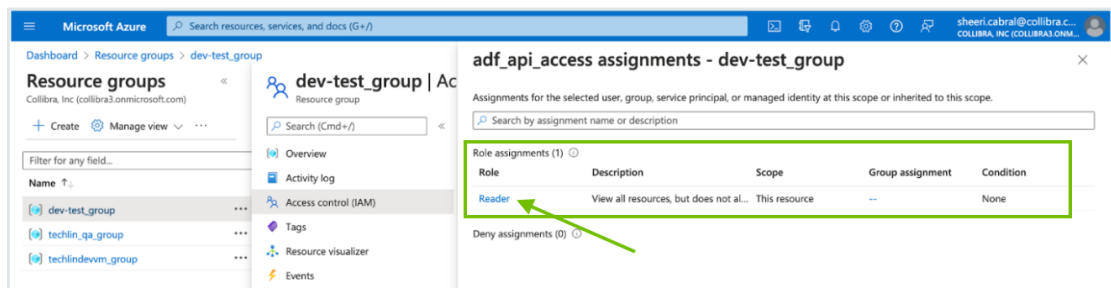 Microsoft Azure
Search resources, services, and docs (G+/)
sheeri.cabral@collibra.c...
COLLIBRA, INC (COLLIBRA3.ONM...
Dashboard > Resource groups > dev-test_group
Resource groups
«
Collibra, Inc (collibra3.onmicrosoft.com)
+ Create Manage view ···
Filter for any field...
Name ↑↓
dev-test_group ···
techlin_qa_group ···
techlindevvm_group ···
dev-test_group | Ac
Resource group
Search (Cmd+/)
«
Overview
Activity log
Access control (IAM)
Tags
Resource visualizer
Events
adf_api_access assignments - dev-test_group
Assignments for the selected user, group, service principal, or managed identity at this scope or inherited to this scope.
Search by assignment name or description
Role assignments (1)
Role Description Scope Group assignment Condition
Reader View all resources, but does not al... This resource -- None
Deny assignments (0)